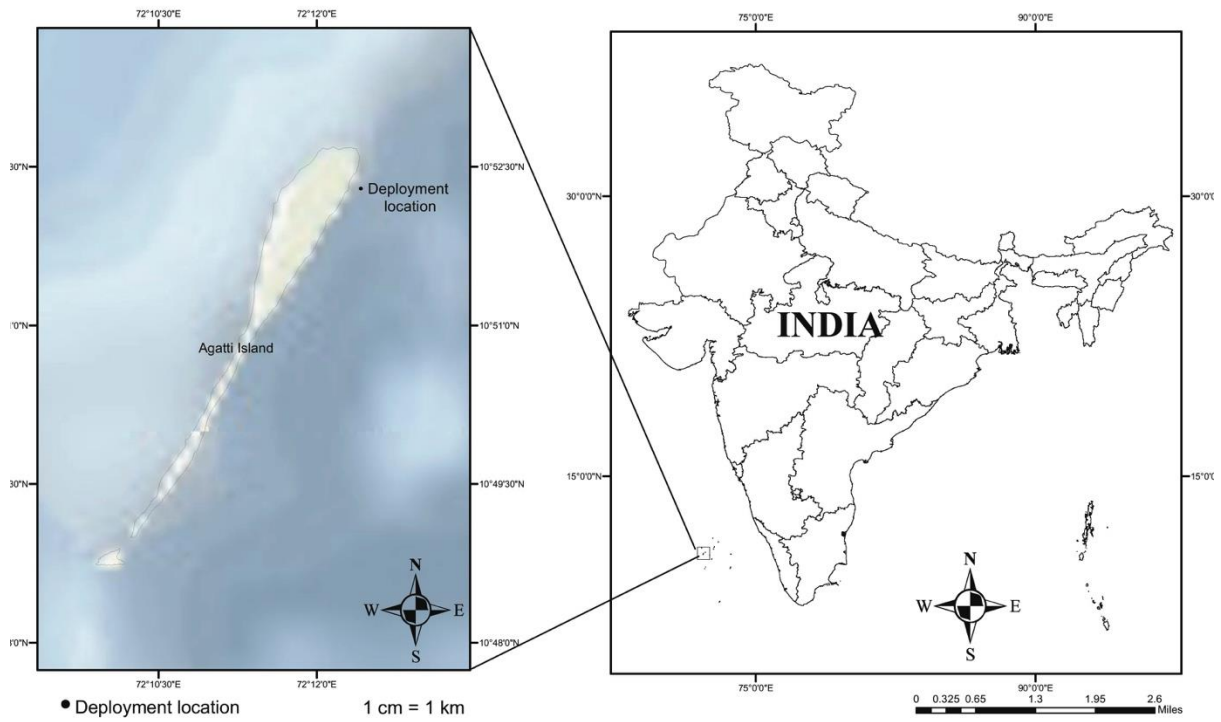 72°10'30"E 72°12'0"E
75°0'0"E 90°0'0"E
10°52'30"N
• Deployment
location
30°0'0"N
10°51'0"N
Agatti Island
INDIA
10°49'30"N
15°0'0"N
10°48'0"N
N
W E
S
N
W E
S
72°10'30"E 72°12'0"E
75°0'0"E 90°0'0"E
● Deployment location 1 cm = 1 km
0 0.325 0.65 1.3 1.95 2.6
Miles